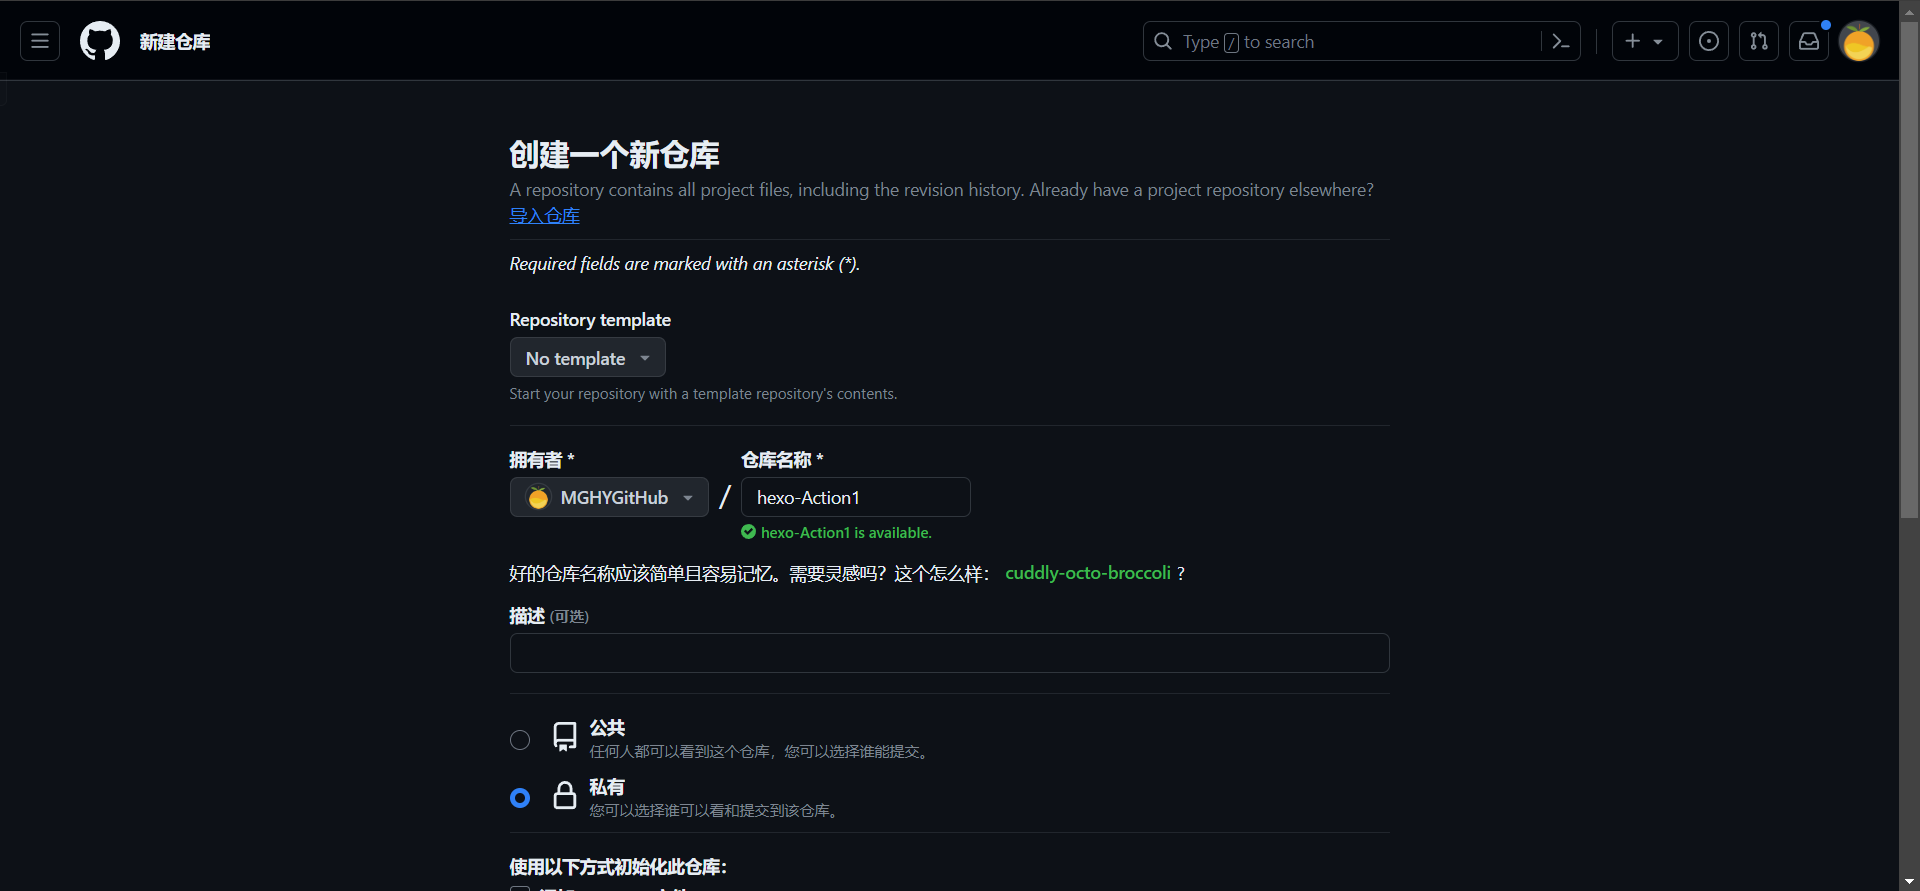 新建仓库
Type / to search
创建一个新仓库
A repository contains all project files, including the revision history. Already have a project repository elsewhere?
导入仓库
Required fields are marked with an asterisk (*).
Repository template
No template
Start your repository with a template repository's contents.
拥有者 *
仓库名称 *
MGHYGitHub / hexo-Action1
hexo-Action1 is available.
好的仓库名称应该简单且容易记忆。需要灵感吗？这个怎么样： cuddly-octo-broccoli ?
描述 (可选)
公共
任何人都可以看到这个仓库，您可以选择谁能提交。
私有
您可以选择谁可以看和提交到该仓库。
使用以下方式初始化此仓库：